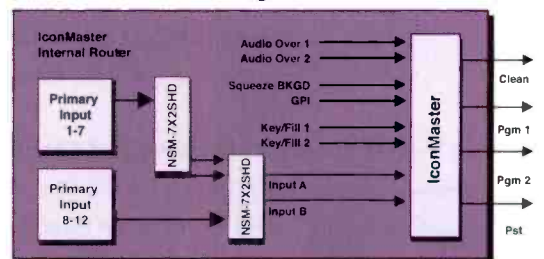 IconMaster
Internal Router
Primary
Input
1-7
NSM-7X2SHD
Primary
Input
8-12
NSM-7X2SHD
Audio Over 1
Audio Over 2
Squeeze BKGD
GPI
Key/Fill 1
Key/Fill 2
Input A
Input B
IconMaster
Clean
Pgm 1
Pgm 2
Pst